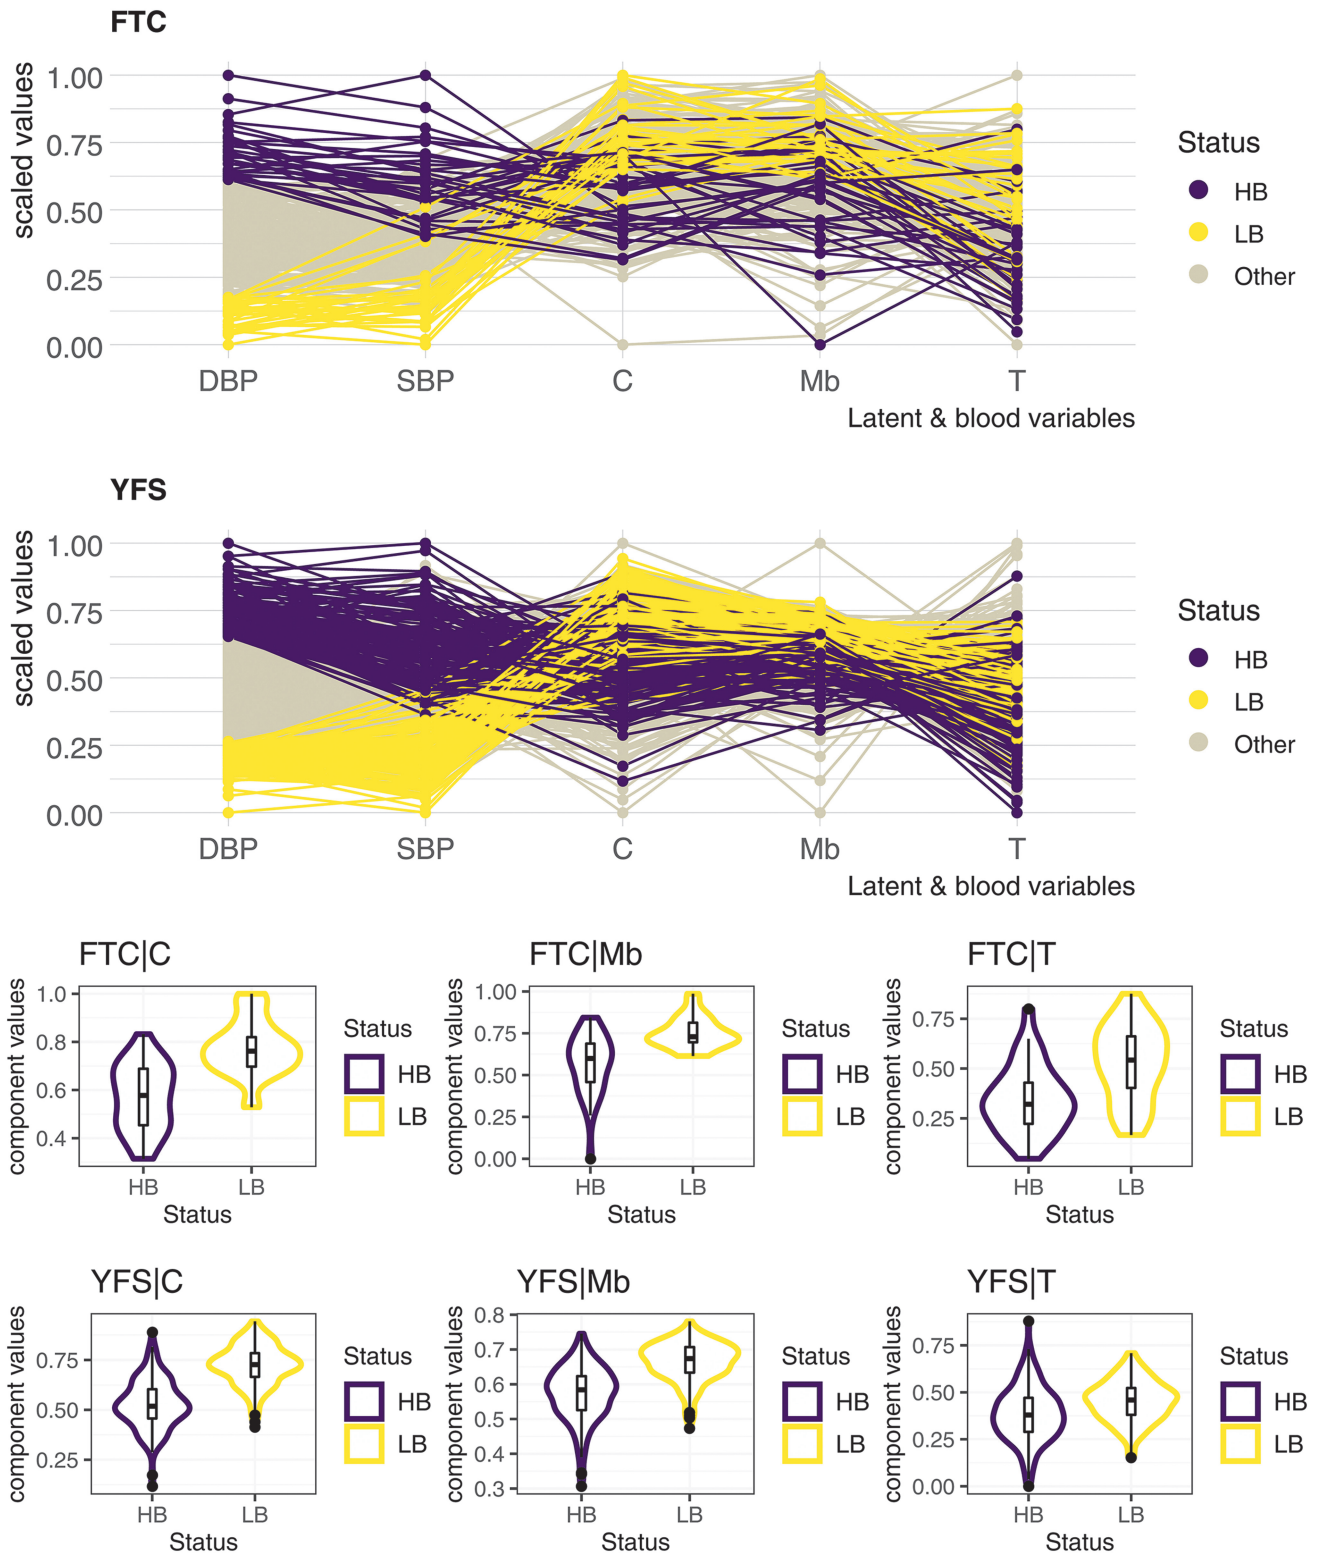 FTC
scaled values
1.00
0.75
0.50
0.25
0.00
DBP SBP C Mb T
Latent & blood variables
Status
HB
LB
Other
YFS
scaled values
1.00
0.75
0.50
0.25
0.00
DBP SBP C Mb T
Latent & blood variables
Status
HB
LB
Other
FTC|C
component values
1.0
0.8
0.6
0.4
HB LB
Status
Status
HB
LB
FTC|Mb
component values
1.00
0.75
0.50
0.25
0.00
HB LB
Status
Status
HB
LB
FTC|T
component values
0.75
0.50
0.25
HB LB
Status
Status
HB
LB
YFS|C
component values
0.75
0.50
0.25
HB LB
Status
Status
HB
LB
YFS|Mb
component values
0.8
0.7
0.6
0.5
0.4
0.3
HB LB
Status
Status
HB
LB
YFS|T
component values
0.75
0.50
0.25
0.00
HB LB
Status
Status
HB
LB